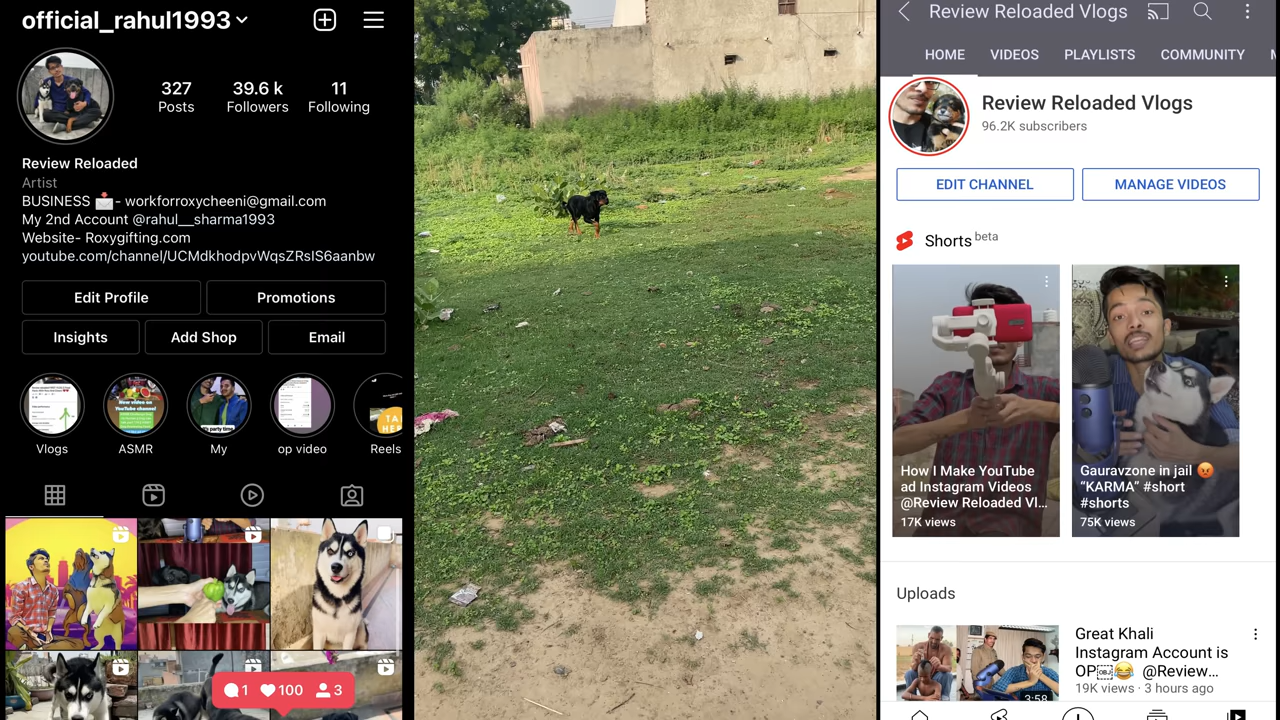 official_rahul1993
327
Posts
39.6 k
Followers
11
Following
Review Reloaded
Artist
BUSINESS 📩- workforroxycheeni@gmail.com
My 2nd Account @rahul__sharma1993
Website- Roxygifting.com
youtube.com/channel/UCMdkhodpvWqsZRsIS6aanbw
Edit Profile
Promotions
Insights
Add Shop
Email
Vlogs
ASMR
My
op video
Reels
1
100
3
Review Reloaded Vlogs
HOME
VIDEOS
PLAYLISTS
COMMUNITY
Review Reloaded Vlogs
96.2K subscribers
EDIT CHANNEL
MANAGE VIDEOS
Shorts beta
How I Make YouTube
ad Instagram Videos
@Review Reloaded Vl...
17K views
Gauravzone in jail 😡
“KARMA” #short
#shorts
75K views
Uploads
Great Khali
Instagram Account is
OP￼😂 @Review...
19K views · 3 hours ago
3:58